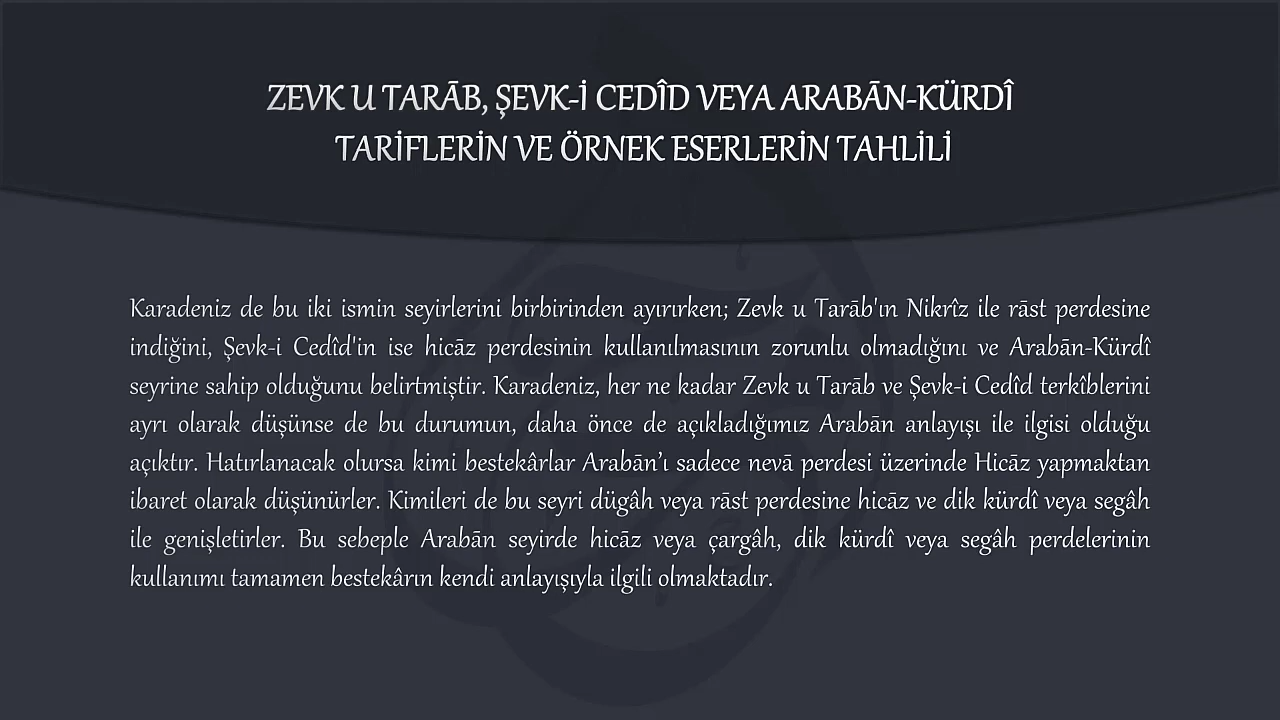 ZEVK U TARĀB, ŞEVK-İ CEDÎD VEYA ARABĀN-KÜRDÎ
TARİFLERİN VE ÖRNEK ESERLERİN TAHLİLİ
Karadeniz de bu iki ismin seyirlerini birbirinden ayırırken; Zevk u Tarāb'ın Nikrîz ile rāst perdesine
indiğini, Şevk-i Cedîd'in ise hicāz perdesinin kullanılmasının zorunlu olmadığını ve Arabān-Kürdî
seyrine sahip olduğunu belirtmiştir. Karadeniz, her ne kadar Zevk u Tarāb ve Şevk-i Cedîd terkîblerini
ayrı olarak düşünse de bu durumun, daha önce de açıkladığımız Arabān anlayışı ile ilgisi olduğu
açıktır. Hatırlanacak olursa kimi bestekârlar Arabān’ı sadece nevā perdesi üzerinde Hicāz yapmaktan
ibaret olarak düşünürler. Kimileri de bu seyri dügâh veya rāst perdesine hicāz ve dik kürdî veya segâh
ile genişletirler. Bu sebeple Arabān seyirde hicāz veya çargâh, dik kürdî veya segâh perdelerinin
kullanımı tamamen bestekârın kendi anlayışıyla ilgili olmaktadır.